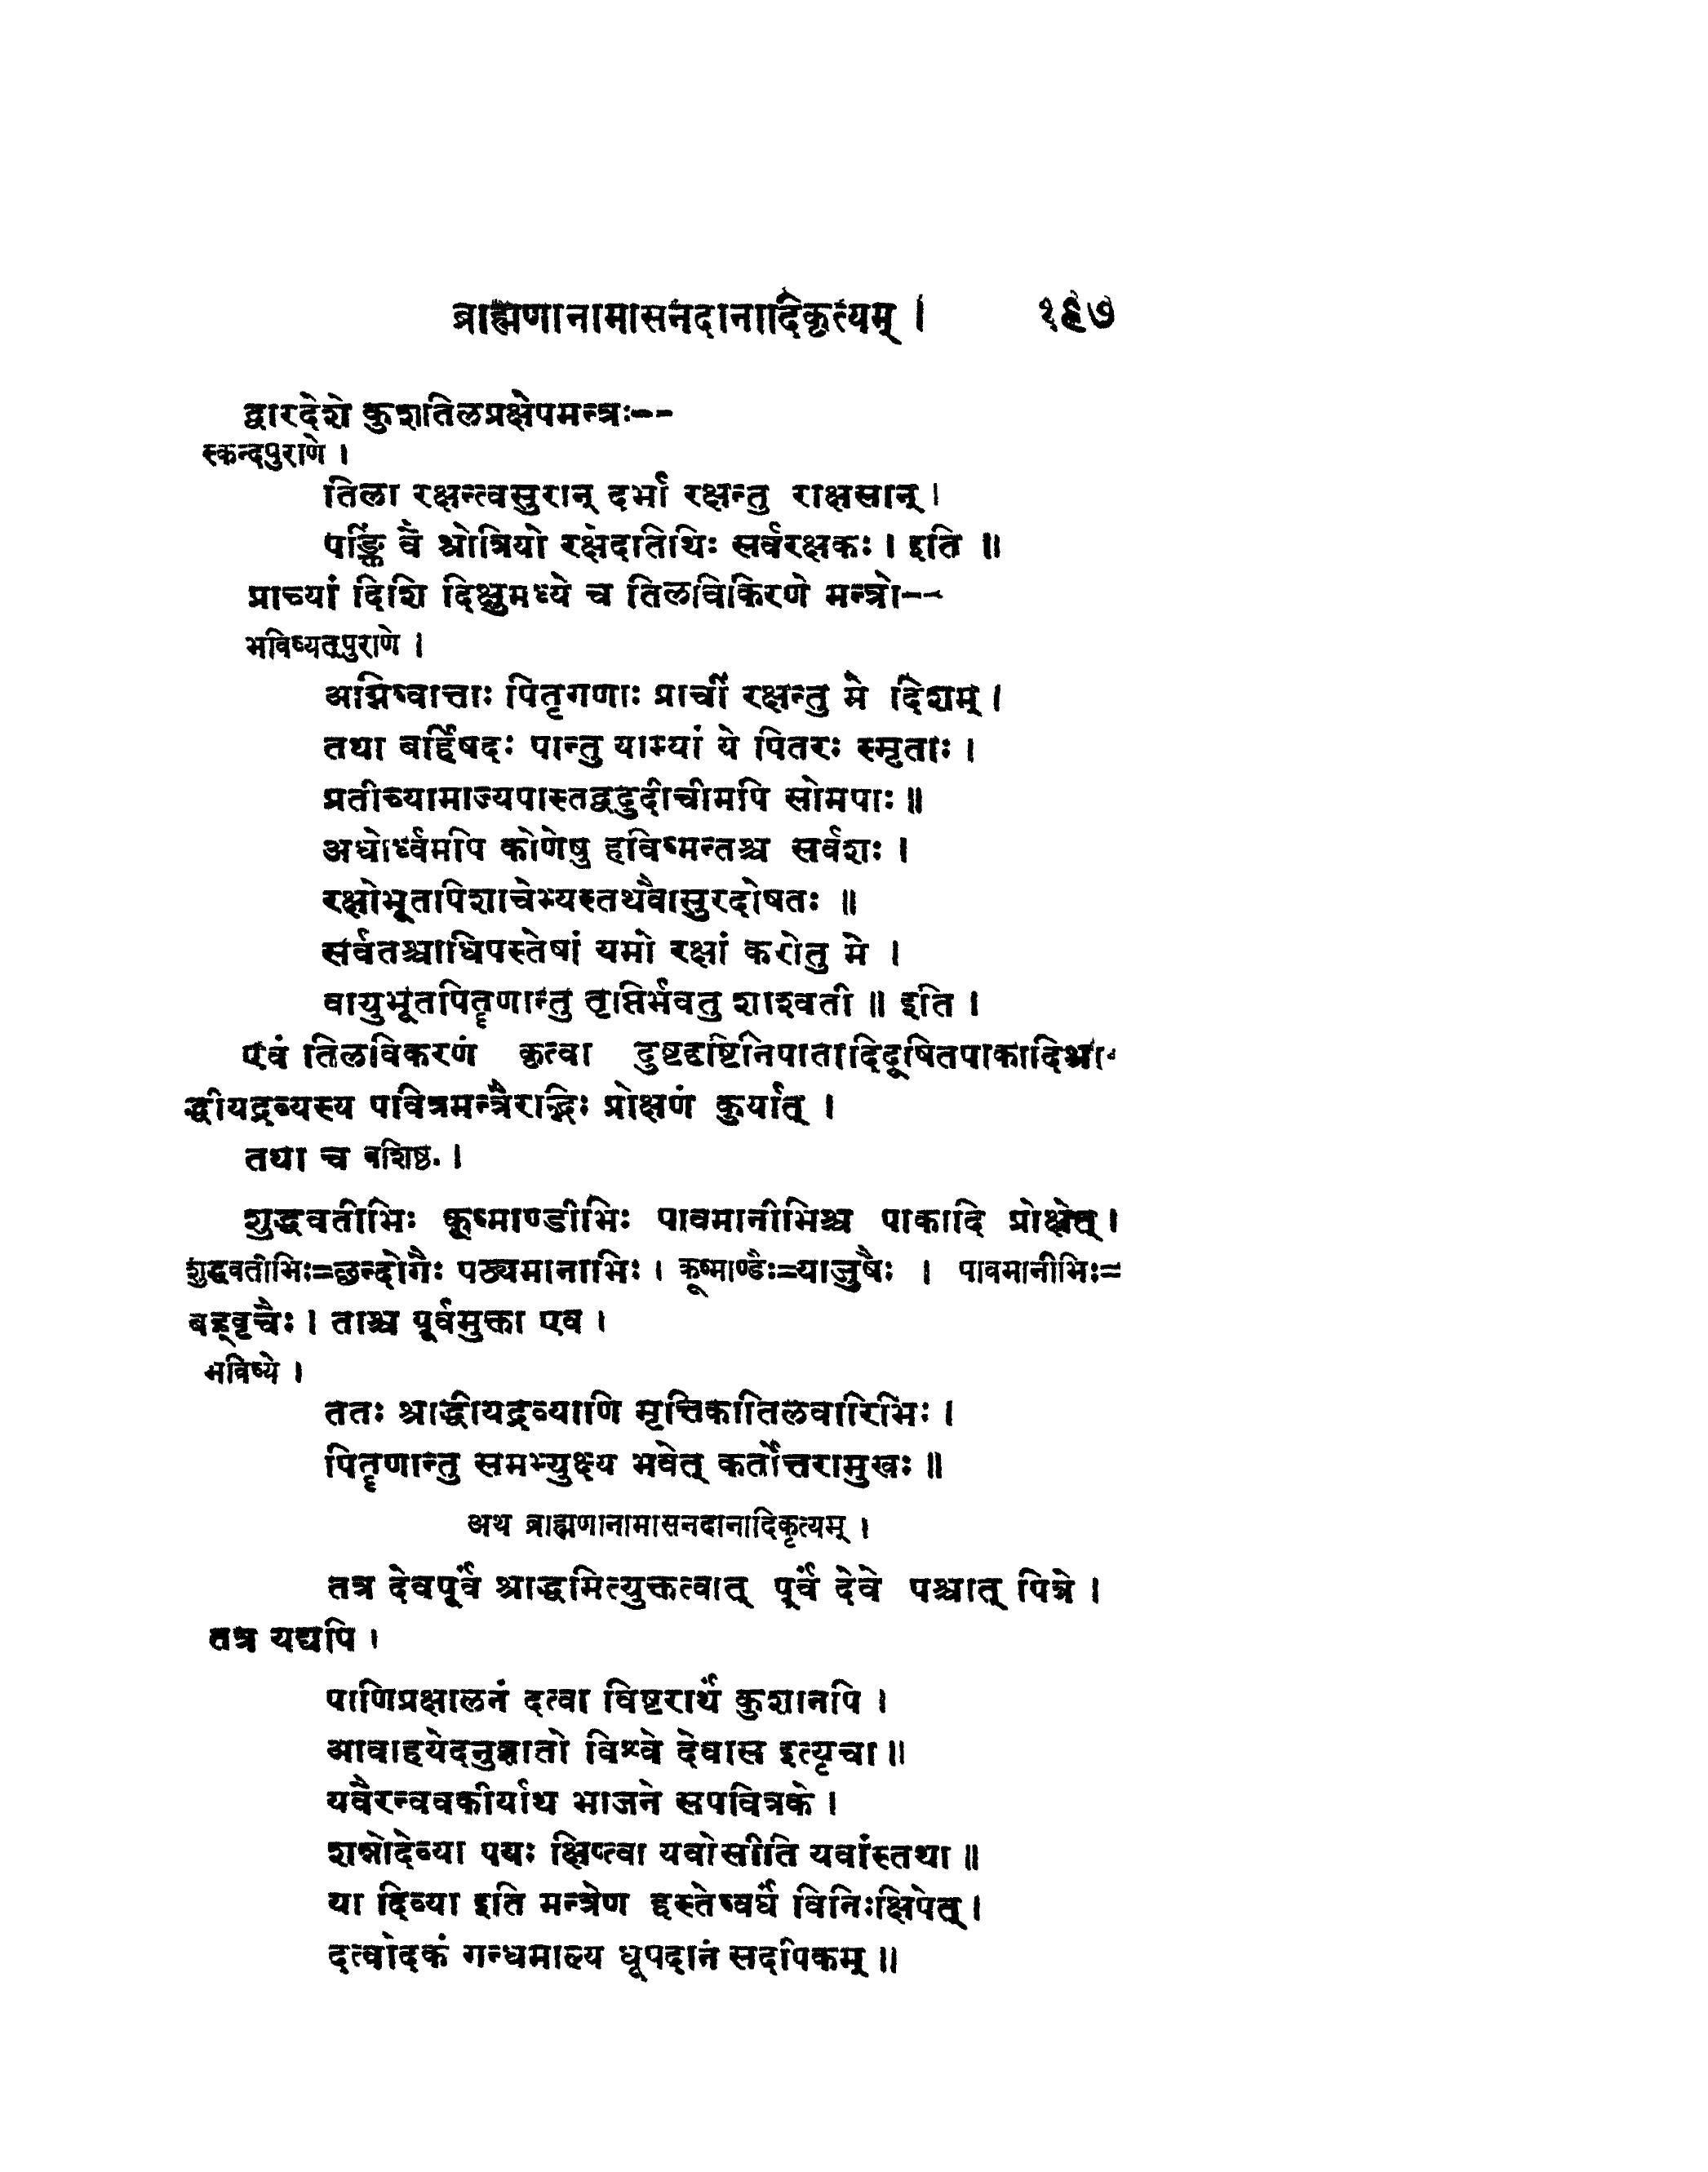 ब्राह्मणानामासनदानादिकृत्यम् । १९७
द्वारदेशे कुशतिलप्रक्षेपमन्त्रः--
स्कन्दपुराणे ।
तिला रक्षन्त्वसुरान् दर्भा रक्षन्तु राक्षसान् ।
पङ्क्तिं वै श्रोत्रियो रक्षेदतिथिः सर्वरक्षकः । इति ॥
प्राच्यां दिशि दिक्षुमध्ये च तिलविकिरणे मन्त्रो--
भविष्यत्पुराणे ।
अग्निष्वात्ताः पितृगणाः प्राचीं रक्षन्तु मे दिशम् ।
तथा बर्हिषदः पान्तु याम्यां ये पितरः स्मृताः ।
प्रतीच्यामाज्यपास्तद्वदुदीचीमपि सोमपाः ॥
अधोर्ध्वमपि कोणेषु हविष्मन्तश्च सर्वशः ।
रक्षोभूतपिशाचेभ्यस्तथैवासुरदोषतः ॥
सर्वतश्चाधिपस्तेषां यमो रक्षां करोतु मे ।
वायुभूतपितॄणान्तु तृप्तिर्भवतु शाश्वती ॥ इति ।
एवं तिलविकरणं कृत्वा दुष्टदृष्टिनिपातादिदूषितपाकादिश्रा-
द्धीयद्रव्यस्य पवित्रमन्त्रैराद्भिः प्रोक्षणं कुर्यात् ।
तथा च वशिष्ठ. ।
शुद्धवतीभिः कूष्माण्डीभिः पावमानीभिश्च पाकादि प्रोक्षेत् ।
शुद्धवतीभिः=छन्दोगैः पठ्यमानाभिः । कूष्माण्डैः=याजुषैः । पावमानीभिः=
बह्वृचैः । ताश्च पूर्वमुक्ता एव ।
भविष्ये ।
ततः श्राद्धीयद्रव्याणि मृत्तिकातिलवारिभिः ।
पितॄणान्तु समभ्युक्ष्य भवेत् कर्तोत्तरामुखः ॥
अथ ब्राह्मणानामासनदानादिकृत्यम् ।
तत्र देवपूर्वं श्राद्धमित्युक्तत्वात् पूर्वं देवे पश्चात् पित्रे ।
तत्र यद्यपि ।
पाणिप्रक्षालनं दत्वा विष्टरार्थं कुशानपि ।
आवाहयेदनुज्ञातो विश्वे देवास इत्यृचा ॥
यवैरन्ववकीर्याथ भाजने सपवित्रके ।
शन्नोदेव्या पयः क्षिप्त्वा यवोसीति यवांस्तथा ॥
या दिव्या इति मन्त्रेण हस्तेष्वर्घं विनिःक्षिपेत् ।
दत्वोदकं गन्धमाल्य धूपदानं सदपिकम् ॥